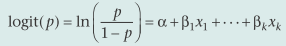 logit(p) = ln(p/(1 − p)) = α + β₁x₁ + ··· + βₖxₖ